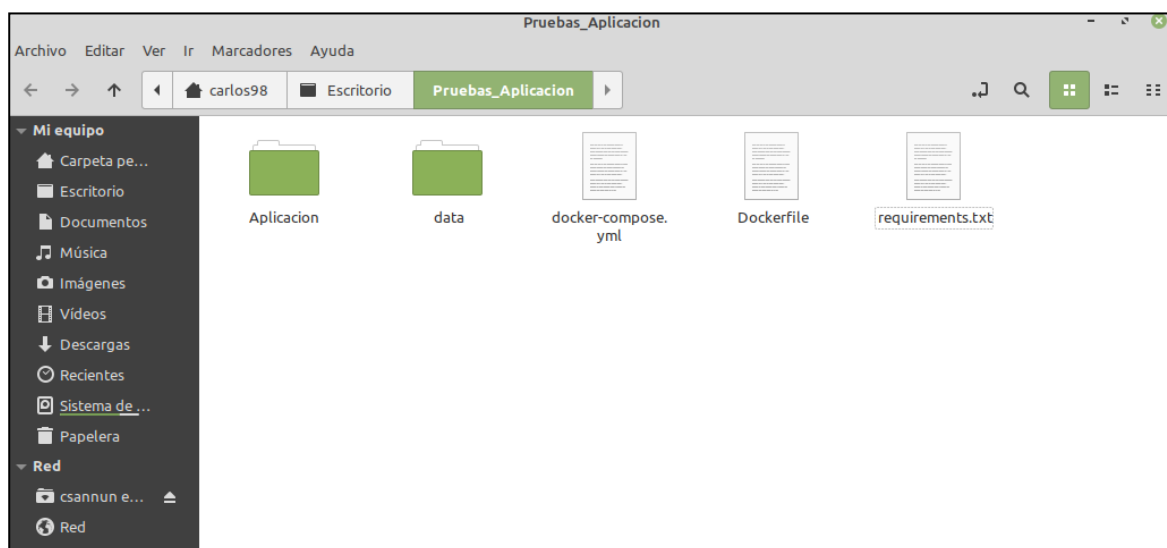 Pruebas_Aplicacion
Archivo Editar Ver Ir Marcadores Ayuda
carlos98 Escritorio Pruebas_Aplicacion
Mi equipo
Carpeta pe...
Escritorio
Documentos
Música
Imágenes
Vídeos
Descargas
Recientes
Sistema de ...
Papelera
Red
csannun e...
Red
Aplicacion data docker-compose. Dockerfile requirements.txt
yml